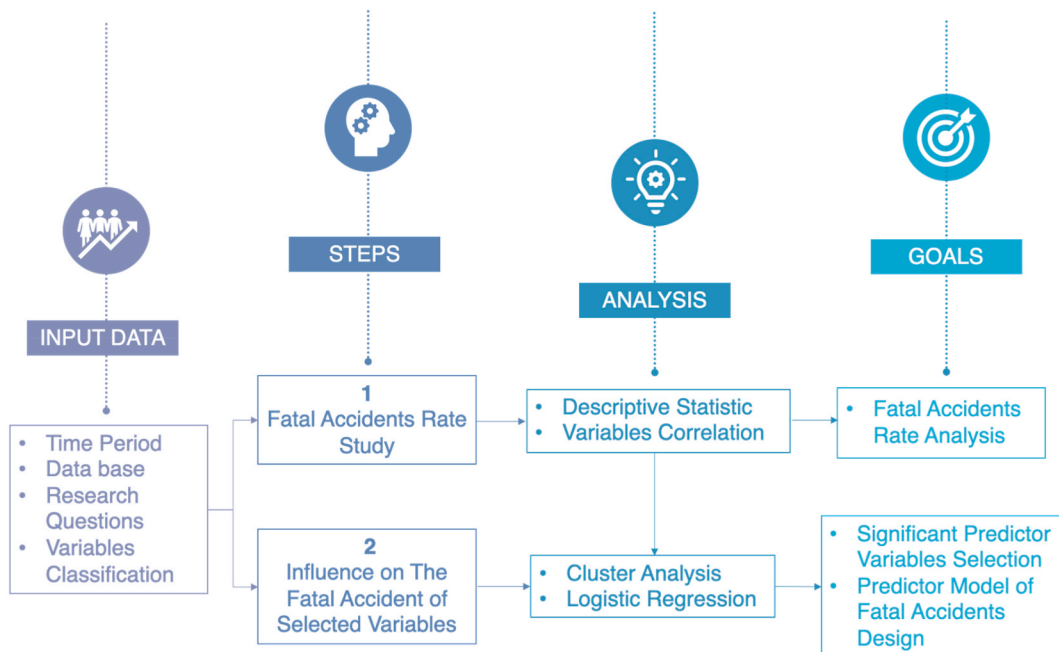 INPUT DATA
• Time Period
• Data base
• Research
Questions
• Variables
Classification
STEPS
1
Fatal Accidents Rate
Study
2
Influence on The
Fatal Accident of
Selected Variables
ANALYSIS
• Descriptive Statistic
• Variables Correlation
• Cluster Analysis
• Logistic Regression
GOALS
• Fatal Accidents
Rate Analysis
• Significant Predictor
Variables Selection
• Predictor Model of
Fatal Accidents
Design